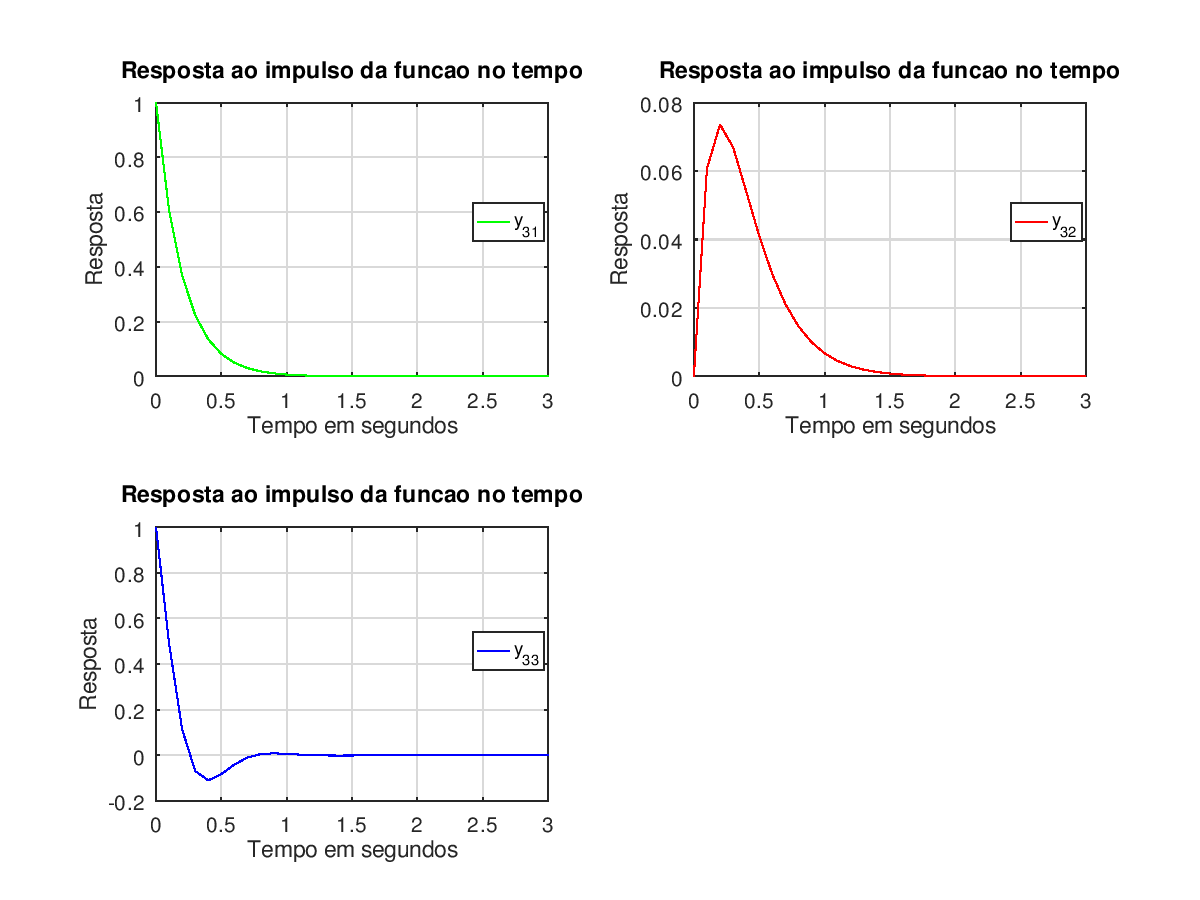 Resposta ao impulso da funcao no tempo
1
0.8
0.6
0.4
0.2
0
0 0.5 1 1.5 2 2.5 3
Resposta
Tempo em segundos
y31
Resposta ao impulso da funcao no tempo
0.08
0.06
0.04
0.02
0
0 0.5 1 1.5 2 2.5 3
Resposta
Tempo em segundos
y32
Resposta ao impulso da funcao no tempo
1
0.8
0.6
0.4
0.2
0
-0.2
0 0.5 1 1.5 2 2.5 3
Resposta
Tempo em segundos
y33